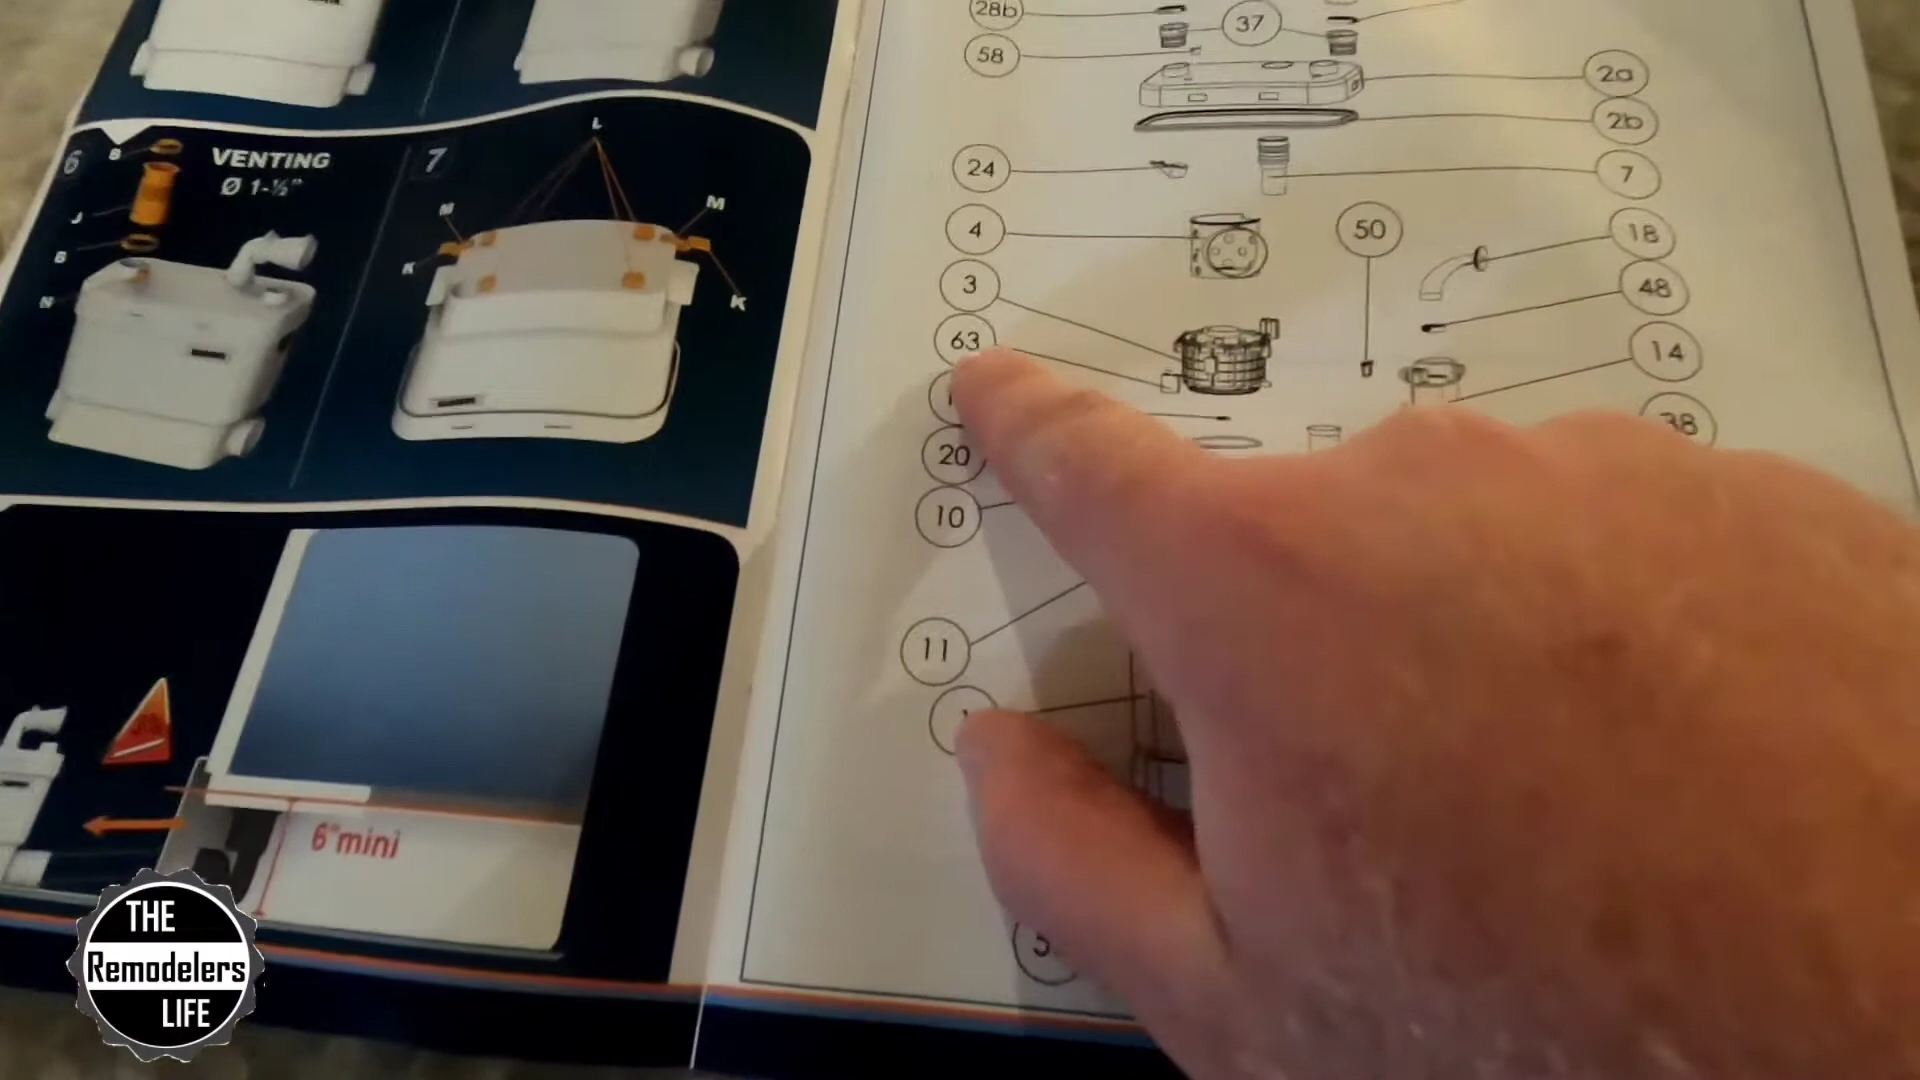 6
B
VENTING
Ø 1-½"
J
B
N
7
L
M
M
K
K
6"mini
28b
37
58
2a
2b
24
7
4
50
18
3
48
63
14
38
20
10
11
THE
Remodelers
LIFE